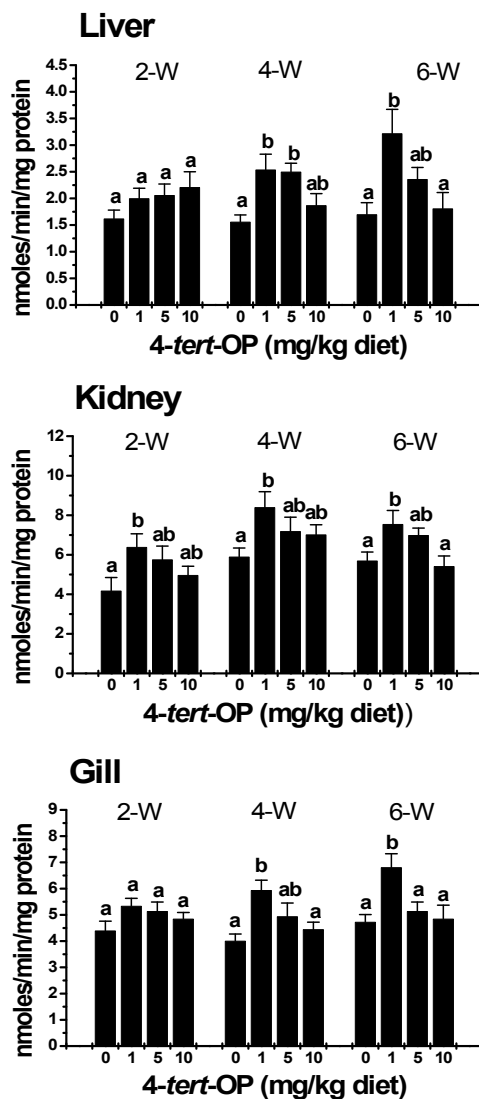 Liver
2-W 4-W 6-W
nmoles/min/mg protein
4.5
4.0
3.5
3.0
2.5
2.0
1.5
1.0
0.5
0.0
a a a a a b b ab a b ab a
0 1 5 10 0 1 5 10 0 1 5 10
4-tert-OP (mg/kg diet)
Kidney
2-W 4-W 6-W
nmoles/min/mg protein
12
10
8
6
4
2
0
a b ab ab a b ab ab a b ab a
0 1 5 10 0 1 5 10 0 1 5 10
4-tert-OP (mg/kg diet))
Gill
2-W 4-W 6-W
nmoles/min/mg protein
9
8
7
6
5
4
3
2
1
0
a a a a a b ab a a b a a
0 1 5 10 0 1 5 10 0 1 5 10
4-tert-OP (mg/kg diet)